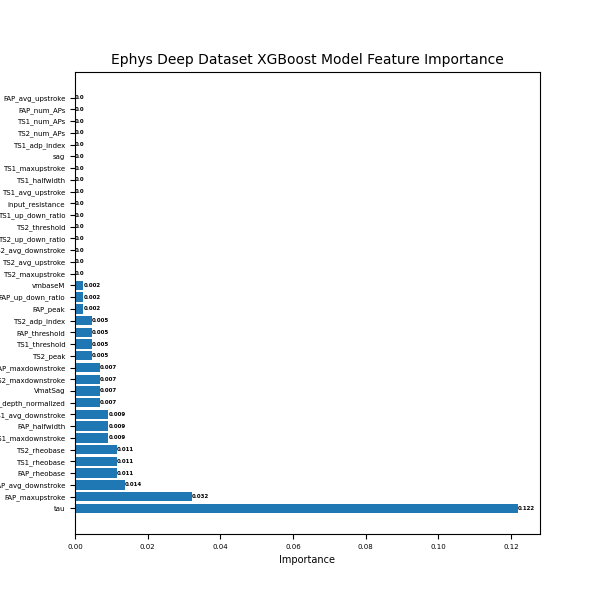 Ephys Deep Dataset XGBoost Model Feature Importance
FAP_avg_upstroke 0.0
FAP_num_APs 0.0
TS1_num_APs 0.0
TS2_num_APs 0.0
TS1_adp_index 0.0
sag 0.0
TS1_maxupstroke 0.0
TS1_halfwidth 0.0
TS1_avg_upstroke 0.0
input_resistance 0.0
TS1_up_down_ratio 0.0
TS2_threshold 0.0
TS2_up_down_ratio 0.0
S2_avg_downstroke 0.0
TS2_avg_upstroke 0.0
TS2_maxupstroke 0.0
vmbaseM 0.002
FAP_up_down_ratio 0.002
FAP_peak 0.002
TS2_adp_index 0.005
FAP_threshold 0.005
TS1_threshold 0.005
TS2_peak 0.005
AP_maxdownstroke 0.007
S2_maxdownstroke 0.007
VmatSag 0.007
_depth_normalized 0.007
S1_avg_downstroke 0.009
FAP_halfwidth 0.009
S1_maxdownstroke 0.009
TS2_rheobase 0.011
TS1_rheobase 0.011
FAP_rheobase 0.011
AP_avg_downstroke 0.014
FAP_maxupstroke 0.032
tau 0.122
0.00 0.02 0.04 0.06 0.08 0.10 0.12
Importance